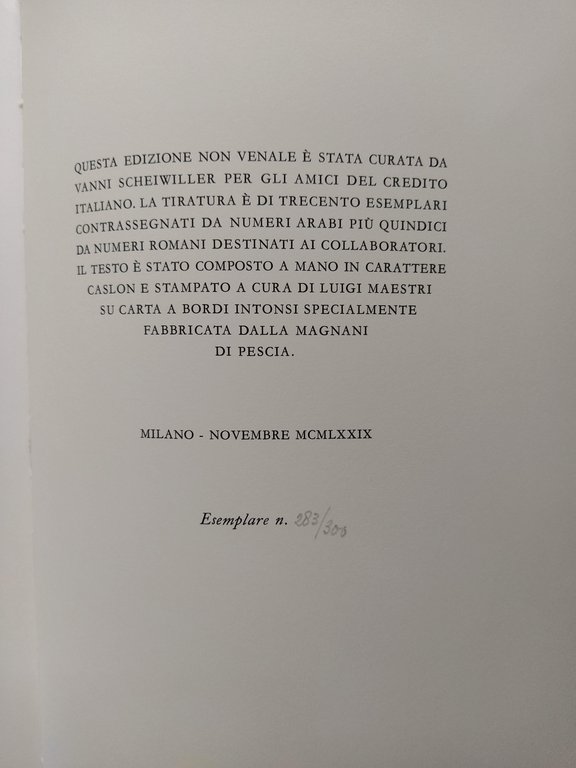 QUESTA EDIZIONE NON VENALE È STATA CURATA DA
VANNI SCHEIWILLER PER GLI AMICI DEL CREDITO
ITALIANO. LA TIRATURA È DI TRECENTO ESEMPLARI
CONTRASSEGNATI DA NUMERI ARABI PIÙ QUINDICI
DA NUMERI ROMANI DESTINATI AI COLLABORATORI.
IL TESTO È STATO COMPOSTO A MANO IN CARATTERE
CASLON E STAMPATO A CURA DI LUIGI MAESTRI
SU CARTA A BORDI INTONSI SPECIALMENTE
FABBRICATA DALLA MAGNANI
DI PESCIA.
MILANO - NOVEMBRE MCMLXXIX
Esemplare n. 283/300